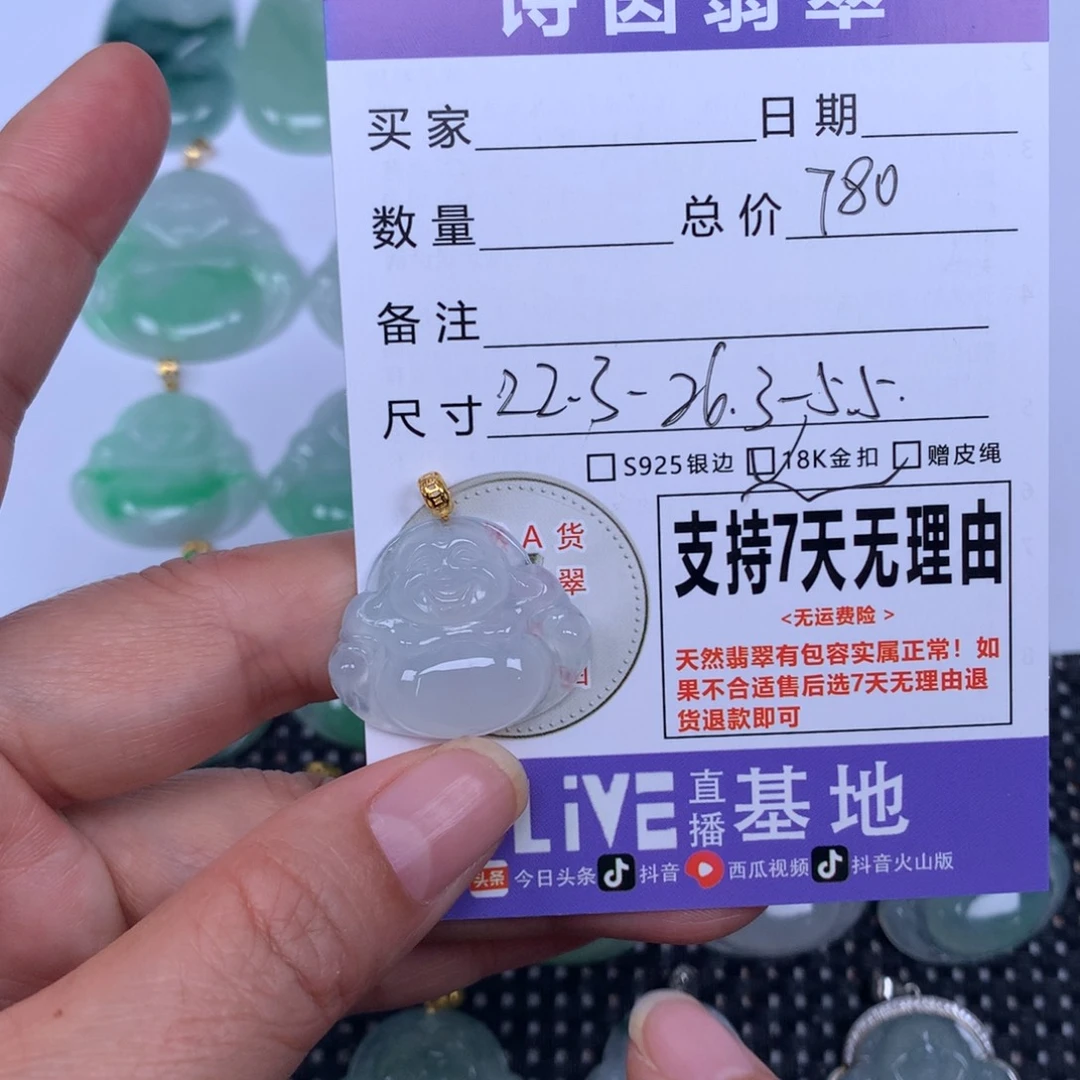 诗茵翡翠
买家 日期
数量 总价 780
备注
尺寸 22.3-26.3-5.5.
S925银边 18K金扣 赠皮绳
A货
翠
支持7天无理由
<无运费险 >
天然翡翠有包容实属正常！如
果不合适售后选7天无理由退
货退款即可
LiVE 直播 基地
头条 今日头条 抖音 西瓜视频 抖音火山版